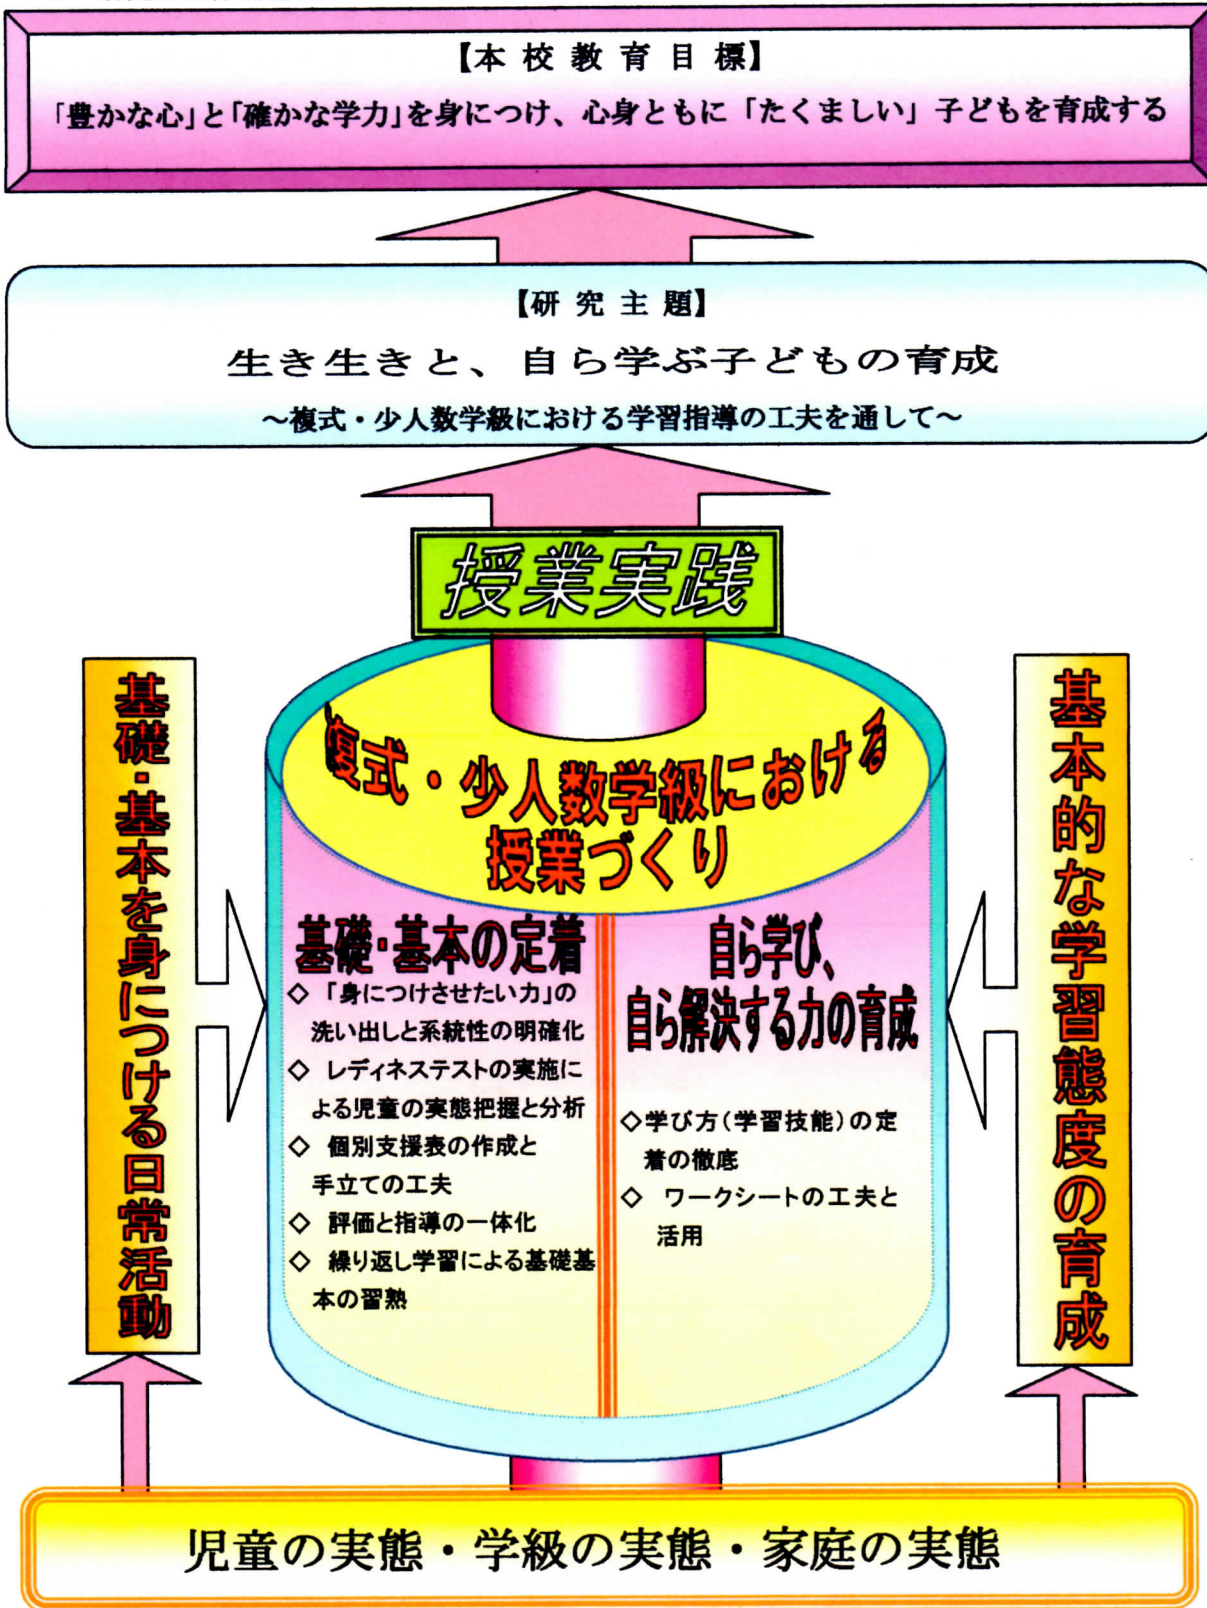 【本校教育目標】
「豊かな心」と「確かな学力」を身につけ、心身ともに「たくましい」子どもを育成する
【研究主題】
生き生きと、自ら学ぶ子どもの育成
～複式・少人数学級における学習指導の工夫を通して～
授業実践
基礎・基本を身につける日常活動
複式・少人数学級における
授業づくり
基礎・基本の定着
◇ 「身につけさせたい力」の
洗い出しと系統性の明確化
◇ レディネステストの実施に
よる児童の実態把握と分析
◇ 個別支援表の作成と
手立ての工夫
◇ 評価と指導の一体化
◇ 繰り返し学習による基礎基
本の習熟
自ら学び、
自ら解決する力の育成
◇学び方(学習技能)の定
着の徹底
◇ ワークシートの工夫と
活用
基本的な学習態度の育成
児童の実態・学級の実態・家庭の実態